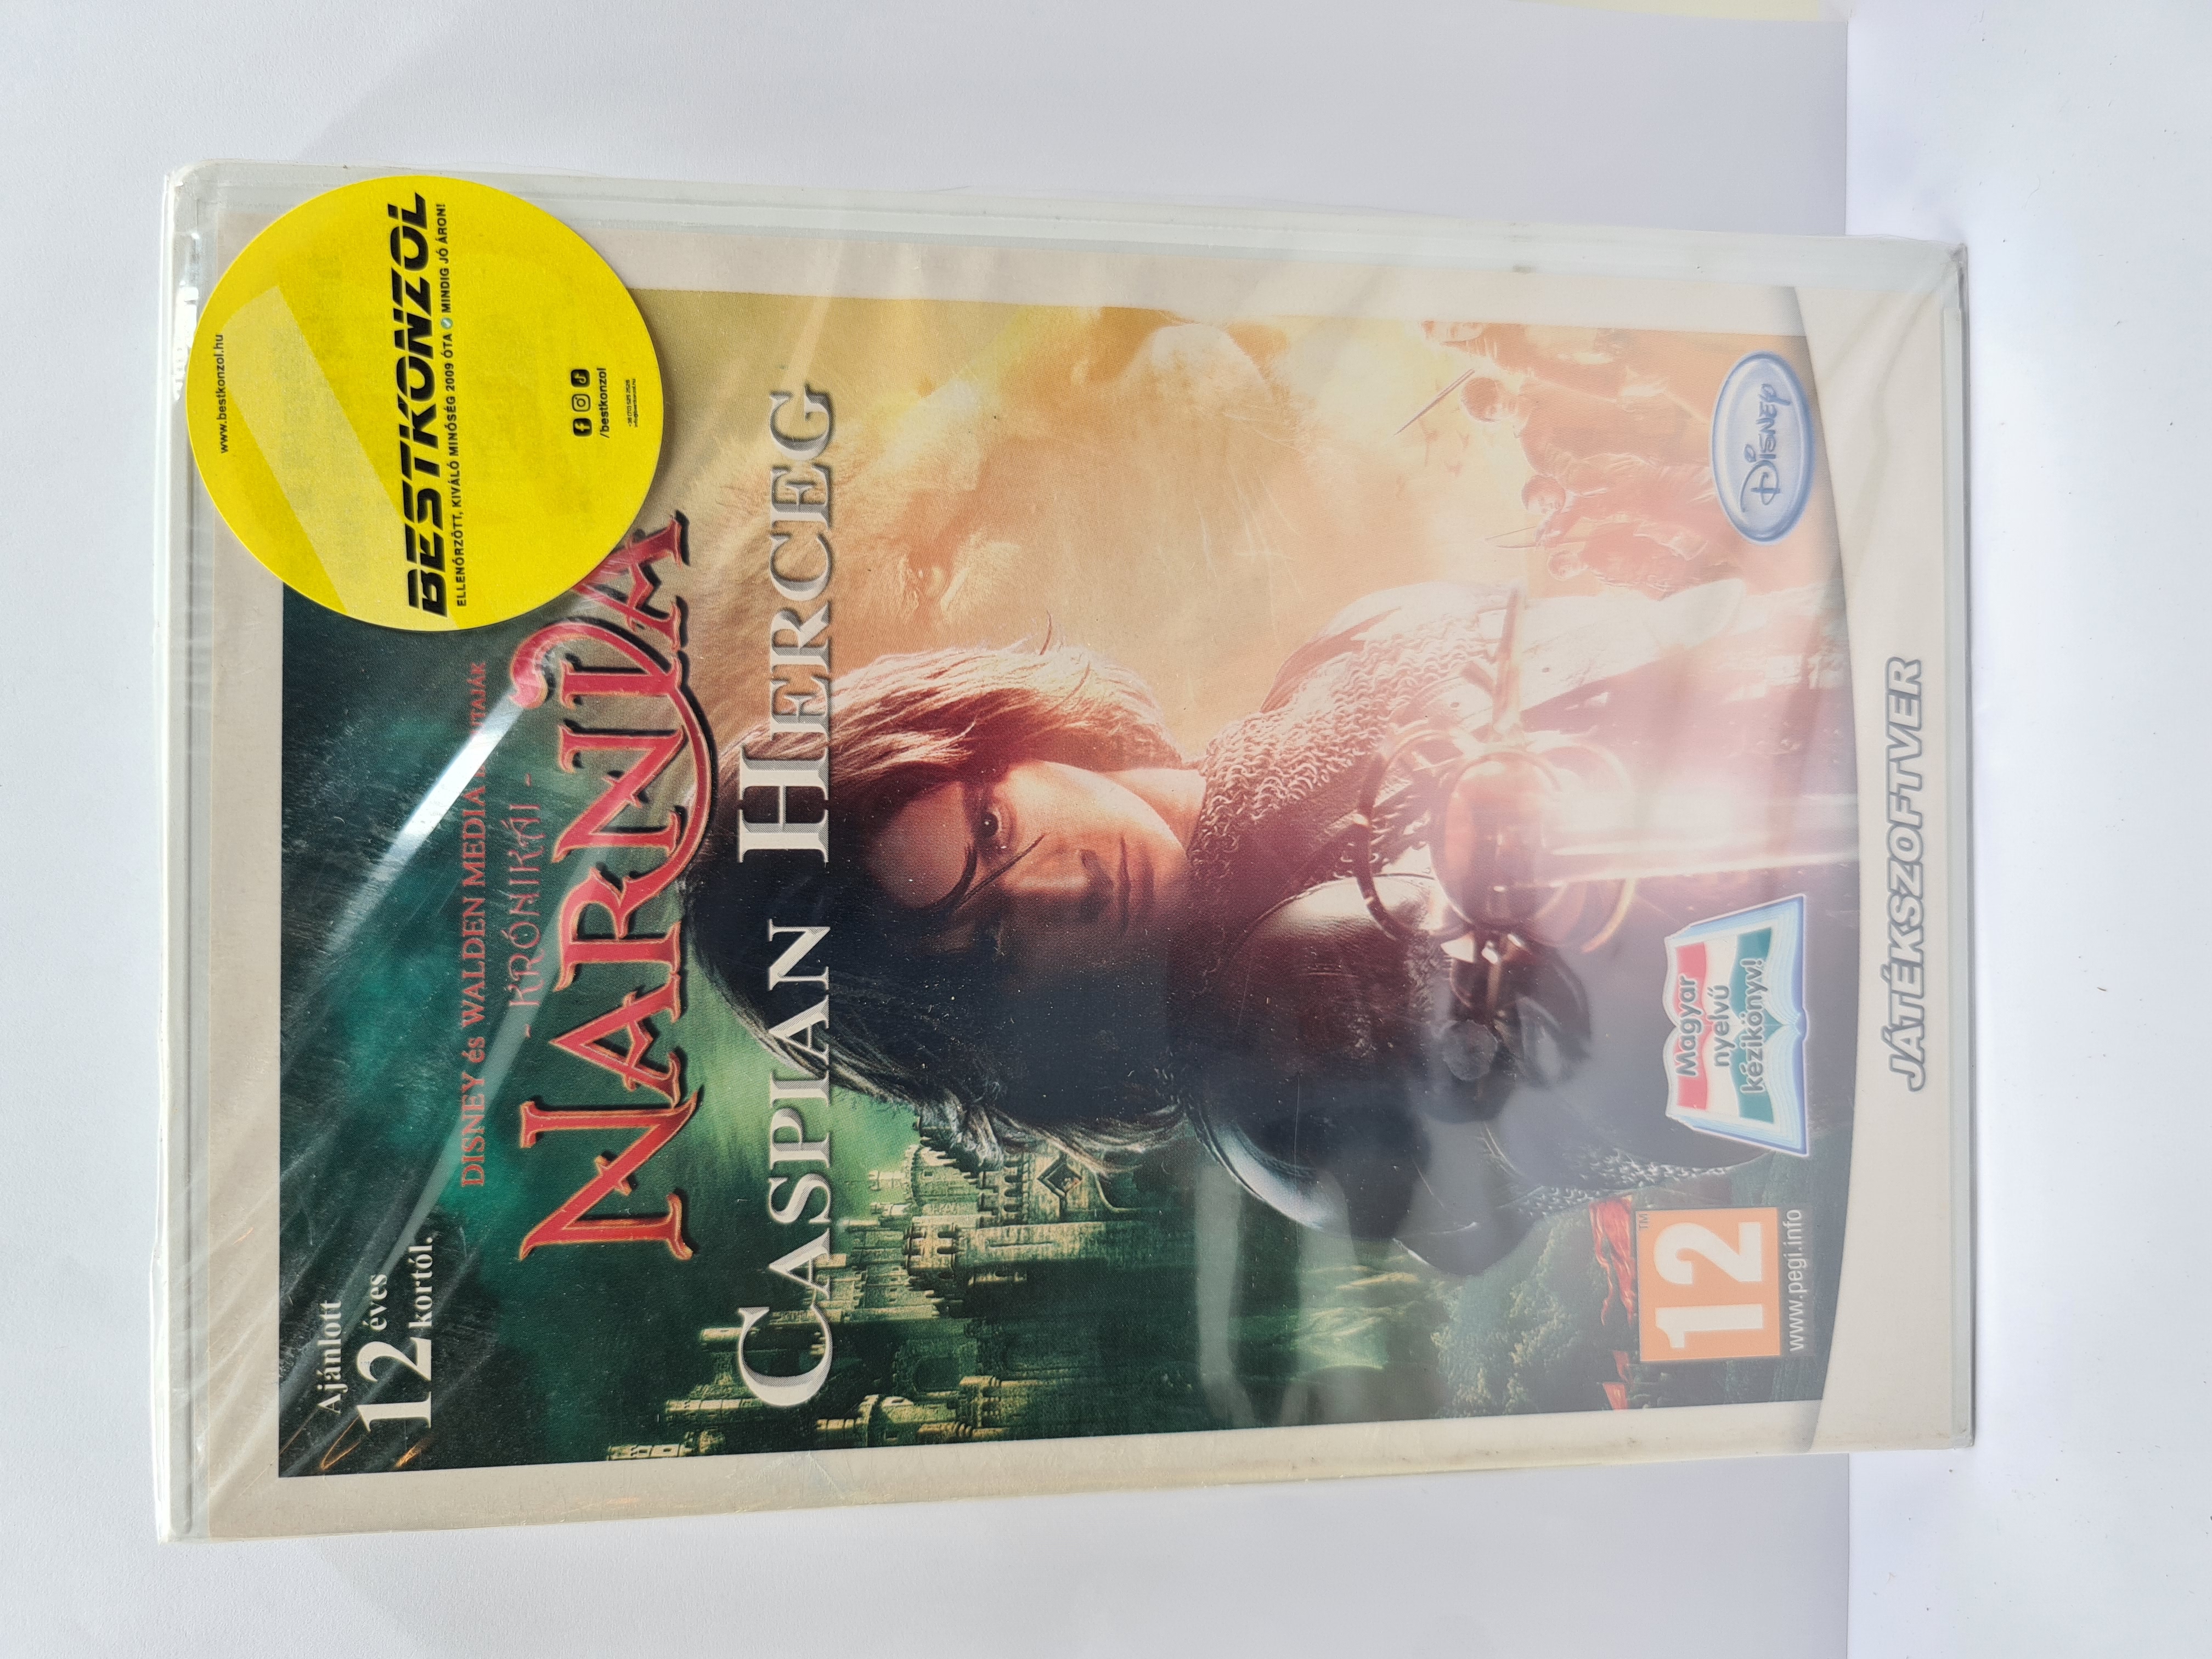 www.bestkonzol.hu
BESTKONZOL
ELLENŐRZÖTT, KIVÁLÓ MINŐSÉG 2009 ÓTA MINDIG JÓ ÁRON!
/bestkonzol
Ajánlott
12 éves
kortól.
DISNEY és WALDEN MEDIA
- KRÓNIKÁI -
NARNIA
CASPIAN HERCEG
Magyar
nyelvű
kézikönyv!
12
TM
www.pegi.info
Disney
JÁTÉKSZOFTVER